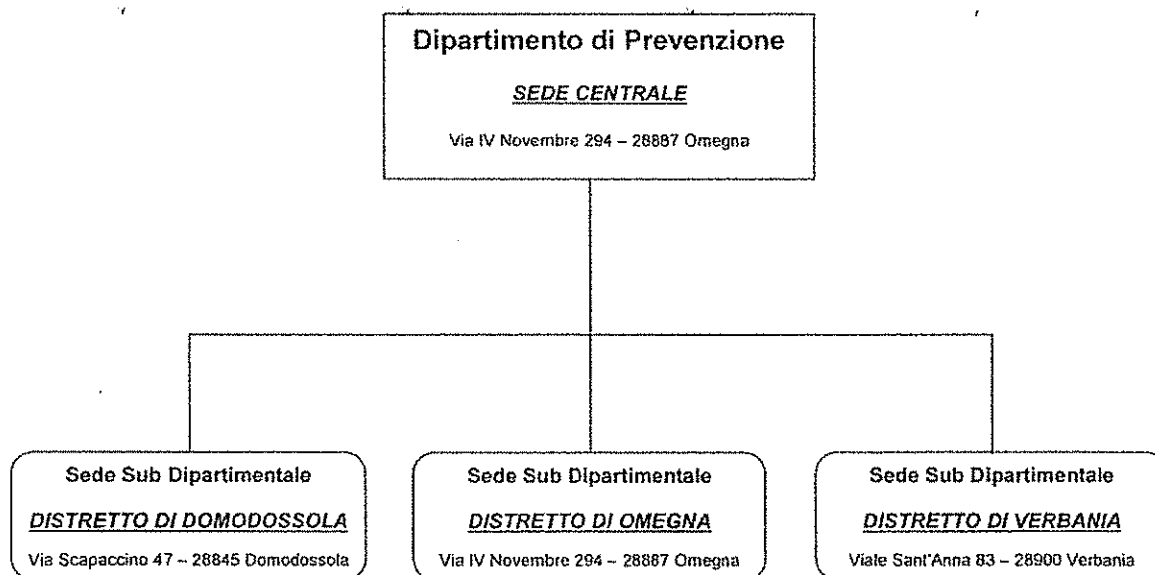 Dipartimento di Prevenzione
SEDE CENTRALE
Via IV Novembre 294 – 28887 Omegna
Sede Sub Dipartimentale
DISTRETTO DI DOMODOSSOLA
Via Scapaccino 47 – 28845 Domodossola
Sede Sub Dipartimentale
DISTRETTO DI OMEGNA
Via IV Novembre 294 – 28887 Omegna
Sede Sub Dipartimentale
DISTRETTO DI VERBANIA
Viale Sant'Anna 83 – 28900 Verbania